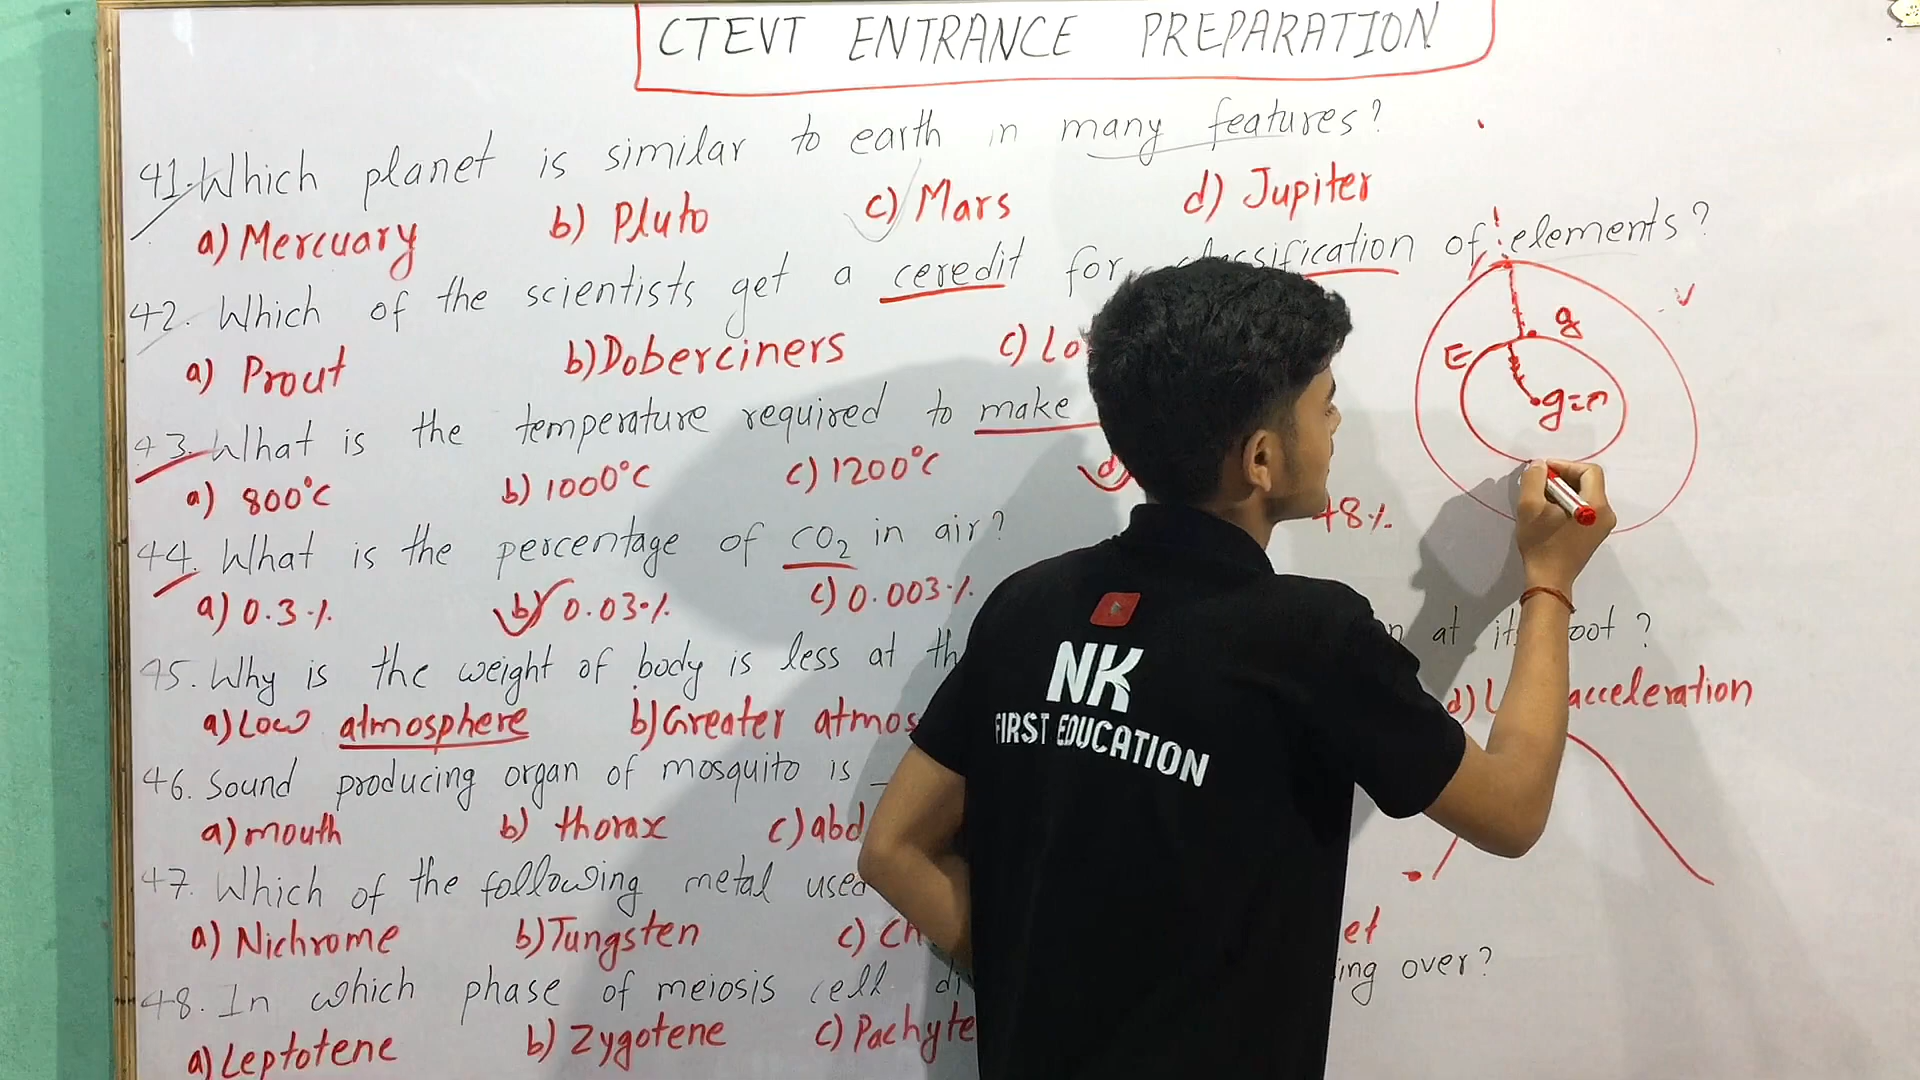 CTEVT ENTRANCE PREPARATION
41. Which planet is similar to earth in many features?
a) Mercuary b) Pluto c) Mars d) Jupiter
42. Which of the scientists get a ceredit for classification of elements?
a) Prout b) Doberciners c) Lo
43. What is the temperature required to make
a) 800°C b) 1000°C c) 1200°C d)
48%
44. What is the percentage of CO2 in air?
a) 0.3% b) 0.03% c) 0.003%
45. Why is the weight of body is less at th at its foot?
a) Low atmosphere b) Greater atmos d) L acceleration
46. Sound producing organ of mosquito is
a) mouth b) thorax c) abd
47. Which of the following metal used
a) Nichrome b) Tungsten c) Ch et
48. In which phase of meiosis cell di ing over?
a) Leptotene b) Zygotene c) Pachyte
E g
NK
FIRST EDUCATION